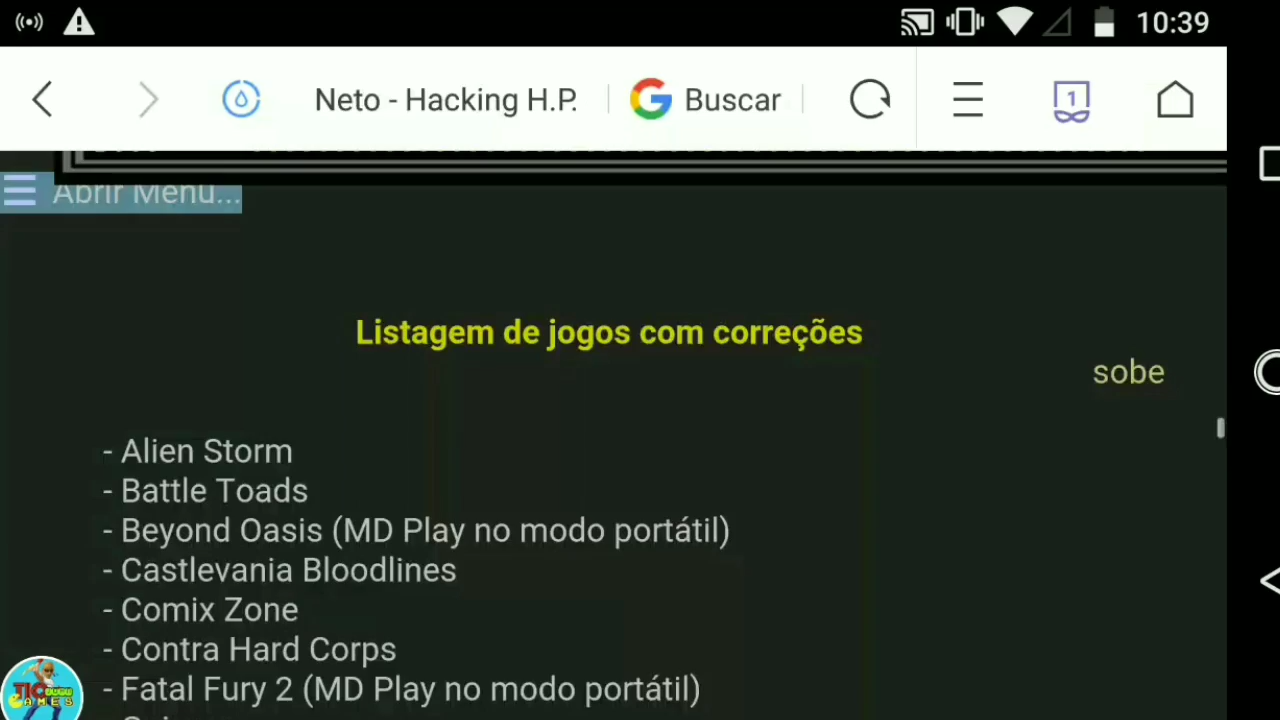 10:39
Neto - Hacking H.P.
Buscar
1
Abrir Menu...
Listagem de jogos com correções
sobe
- Alien Storm
- Battle Toads
- Beyond Oasis (MD Play no modo portátil)
- Castlevania Bloodlines
- Comix Zone
- Contra Hard Corps
- Fatal Fury 2 (MD Play no modo portátil)
GAMES